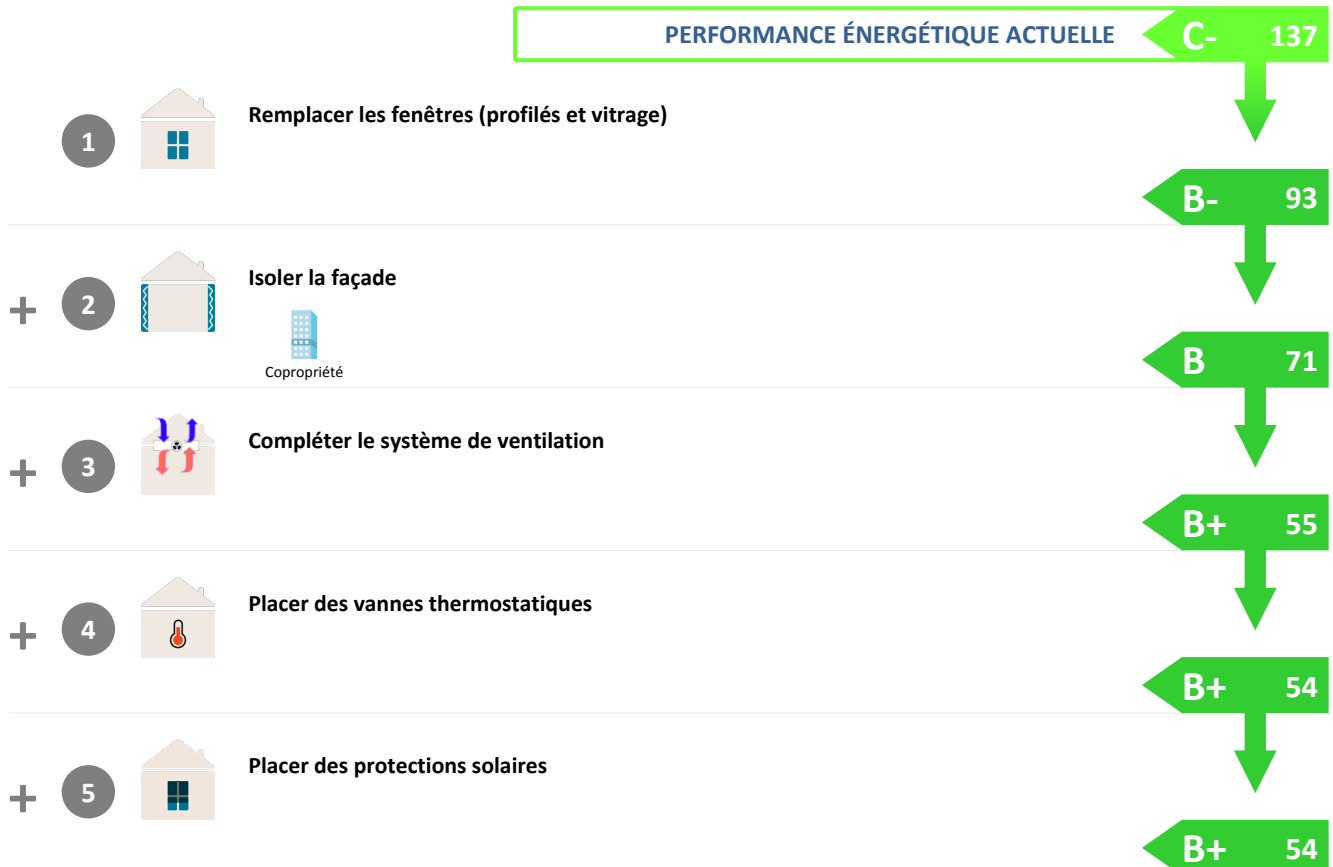 PERFORMANCE ÉNERGÉTIQUE ACTUELLE C- 137
1 Remplacer les fenêtres (profilés et vitrage)
B- 93
+ 2 Isoler la façade
Copropriété
B 71
+ 3 Compléter le système de ventilation
B+ 55
+ 4 Placer des vannes thermostatiques
B+ 54
+ 5 Placer des protections solaires
B+ 54